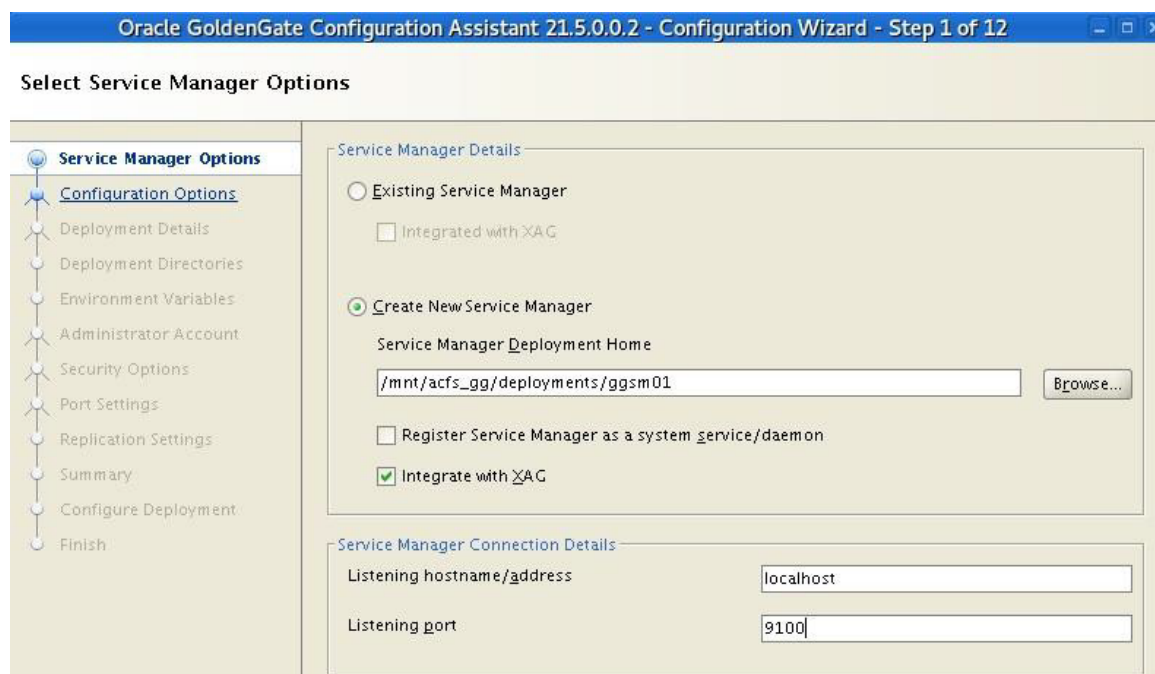 Oracle GoldenGate Configuration Assistant 21.5.0.0.2 - Configuration Wizard - Step 1 of 12
Select Service Manager Options
Service Manager Options
Configuration Options
Deployment Details
Deployment Directories
Environment Variables
Administrator Account
Security Options
Port Settings
Replication Settings
Summary
Configure Deployment
Finish
Service Manager Details
Existing Service Manager
Integrated with XAG
Create New Service Manager
Service Manager Deployment Home
/mnt/acfs_gg/deployments/ggsm01
Browse...
Register Service Manager as a system service/daemon
Integrate with XAG
Service Manager Connection Details
Listening hostname/address
localhost
Listening port
9100